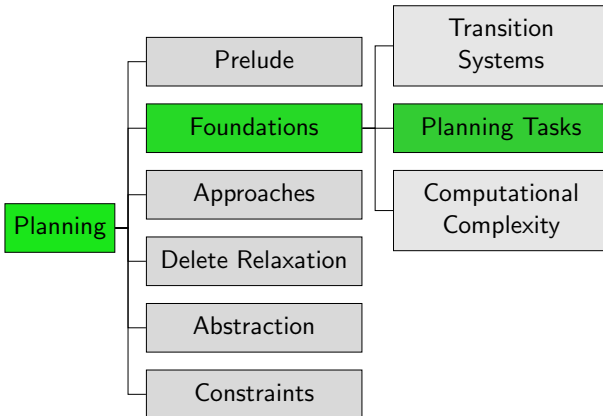 Planning
Prelude
Foundations
Approaches
Delete Relaxation
Abstraction
Constraints
Transition
Systems
Planning Tasks
Computational
Complexity